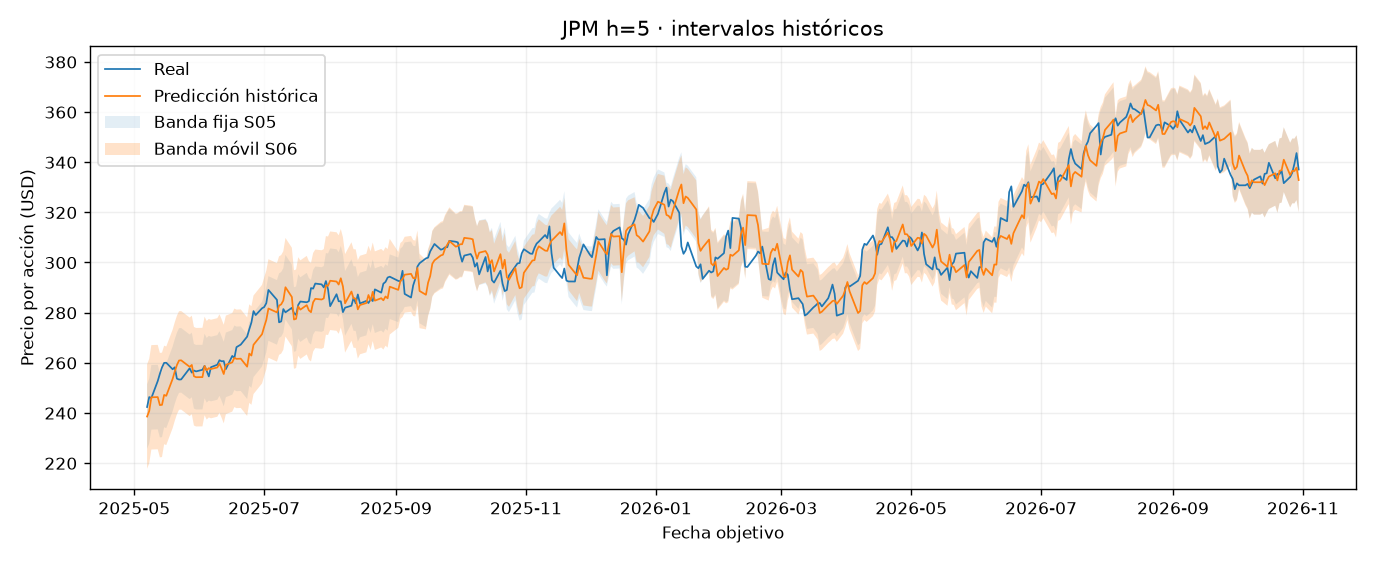 JPM h=5 · intervalos históricos
Real
Predicción histórica
Banda fija S05
Banda móvil S06
Precio por acción (USD)
380
360
340
320
300
280
260
240
220
2025-05 2025-07 2025-09 2025-11 2026-01 2026-03 2026-05 2026-07 2026-09 2026-11
Fecha objetivo